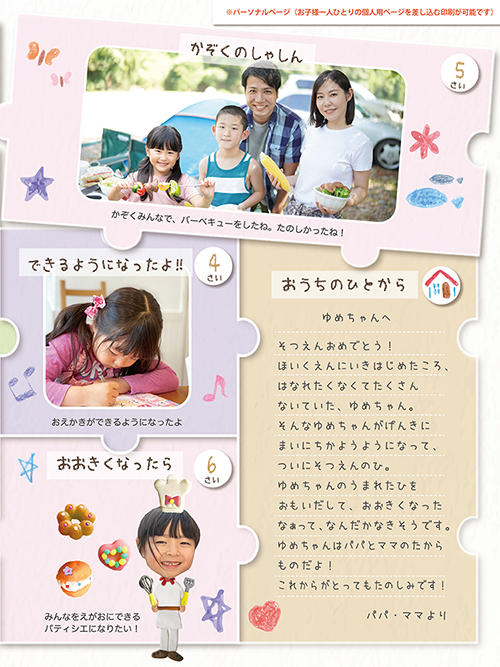 ※パーソナルページ（お子様一人ひとりの個人用ページを差し込む印刷が可能です）
かぞくのしゃしん
5
さい
かぞくみんなで、バーベキューをしたね。たのしかったね！
できるようになったよ!!
4
さい
おえかきができるようになったよ
おおきくなったら
6
さい
みんなをえがおにできる
パティシエになりたい！
おうちのひとから
ゆめちゃんへ
そつえんおめでとう！
ほいくえんにいきはじめたころ、
はなれたくなくてたくさん
ないていた、ゆめちゃん。
そんなゆめちゃんがげんきに
まいにちかようようになって、
ついにそつえんのひ。
ゆめちゃんのうまれたひを
おもいだして、おおきくなった
なぁって、なんだかなきそうです。
ゆめちゃんはパパとママのたから
ものだよ！
これからがとってもたのしみです！
パパ・ママより